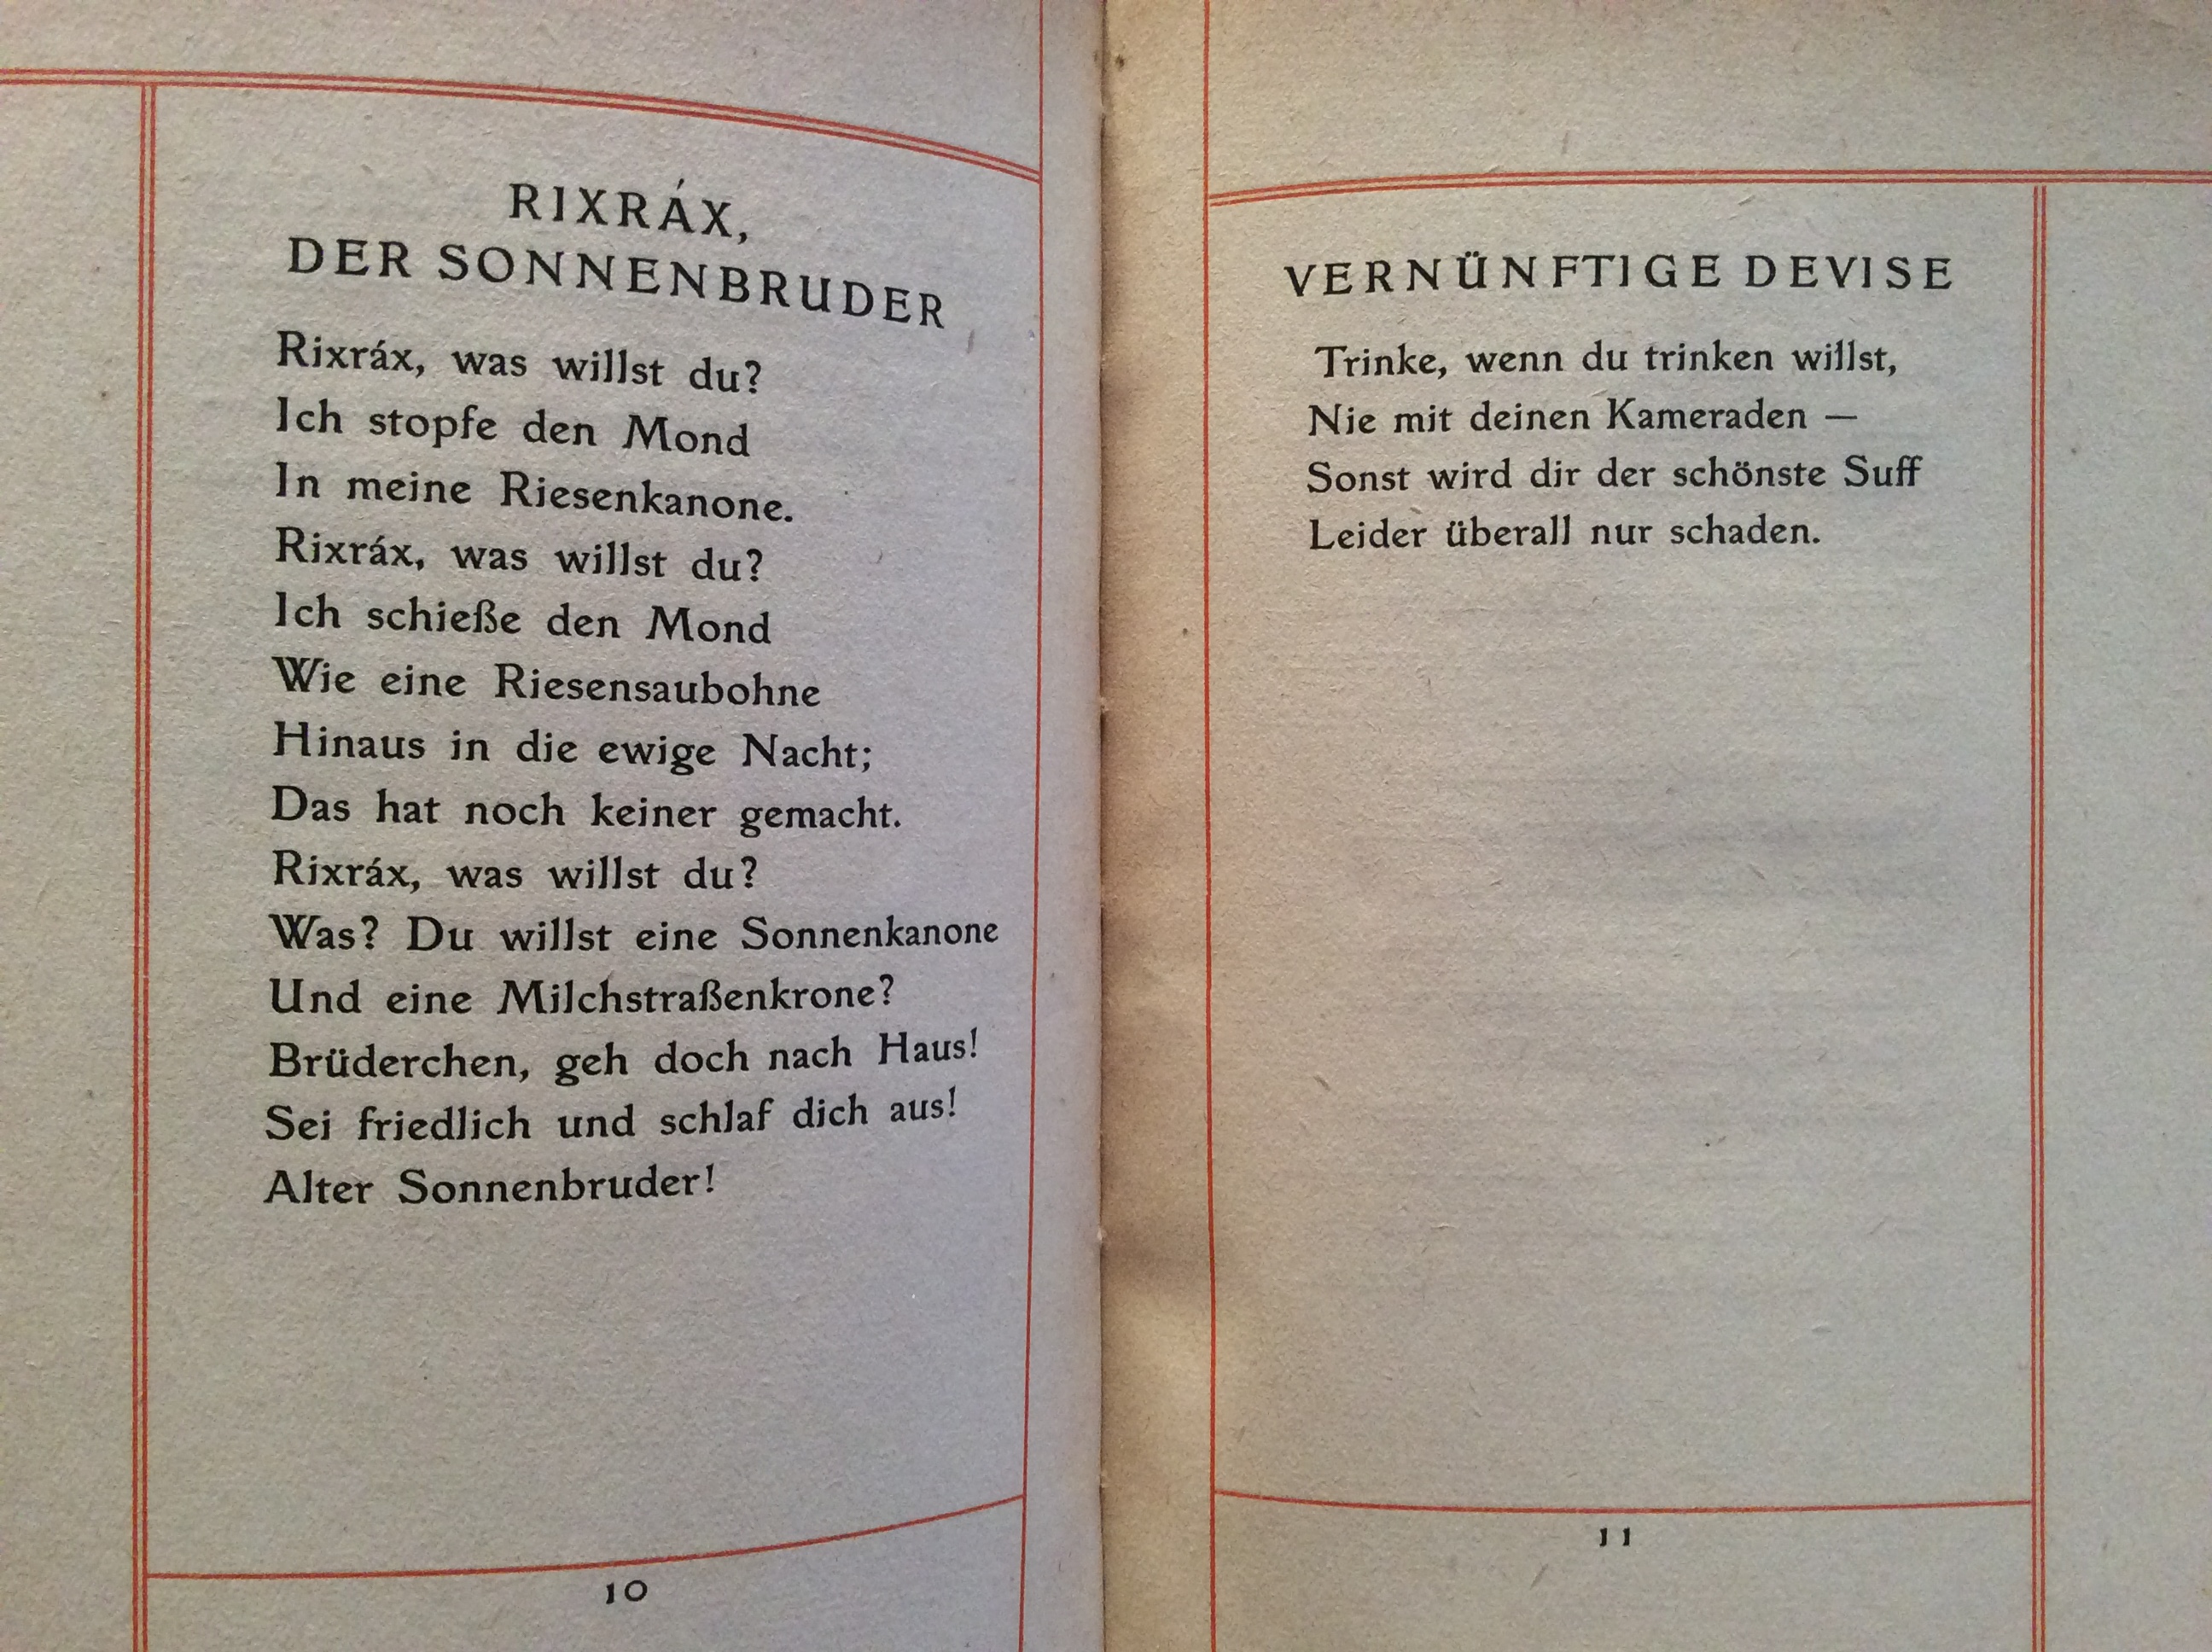 RIXRÁX,
DER SONNENBRUDER
Rixráx, was willst du?
Ich stopfe den Mond
In meine Riesenkanone.
Rixráx, was willst du?
Ich schieße den Mond
Wie eine Riesensaubohne
Hinaus in die ewige Nacht;
Das hat noch keiner gemacht.
Rixráx, was willst du?
Was? Du willst eine Sonnenkanone
Und eine Milchstraßenkrone?
Brüderchen, geh doch nach Haus!
Sei friedlich und schlaf dich aus!
Alter Sonnenbruder!
10
VERNÜNFTIGE DEVISE
Trinke, wenn du trinken willst,
Nie mit deinen Kameraden —
Sonst wird dir der schönste Suff
Leider überall nur schaden.
11